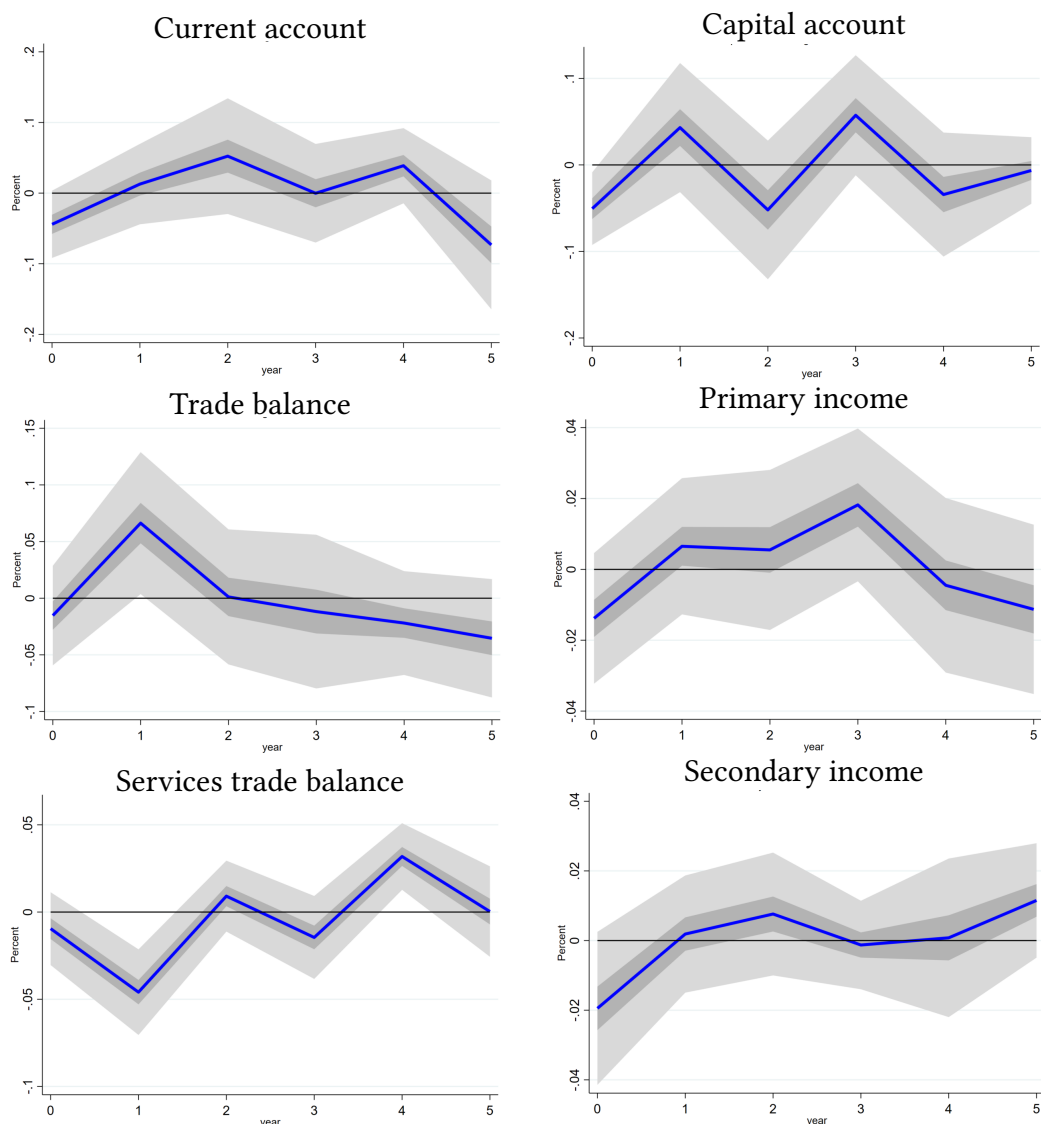 Current account
.2
.1
0
-.1
-.2
Percent
0 1 2 3 4 5
year
Capital account
.1
0
-.1
-.2
Percent
0 1 2 3 4 5
year
Trade balance
.15
.1
.05
0
-.05
-.1
Percent
0 1 2 3 4 5
year
Primary income
.04
.02
0
-.02
-.04
Percent
0 1 2 3 4 5
year
Services trade balance
.05
0
-.05
-.1
Percent
0 1 2 3 4 5
year
Secondary income
.04
.02
0
-.02
-.04
Percent
0 1 2 3 4 5
year